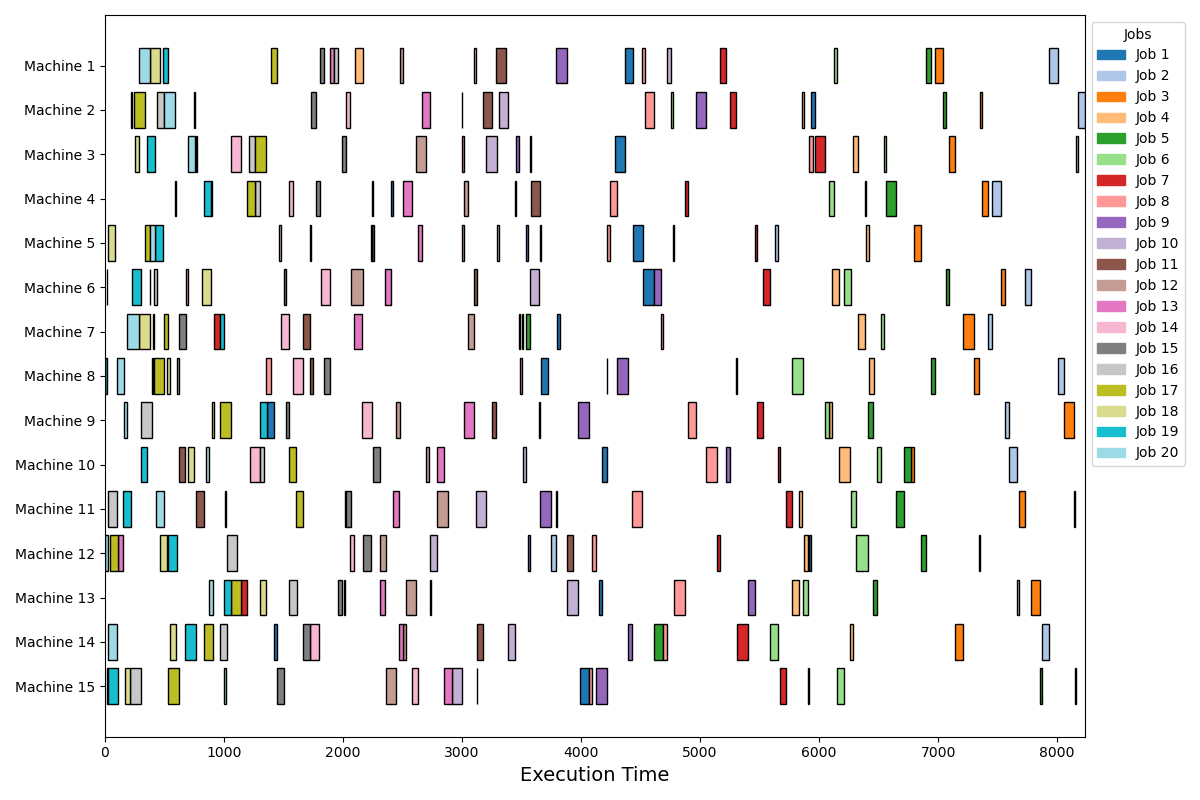 Machine 1
Machine 2
Machine 3
Machine 4
Machine 5
Machine 6
Machine 7
Machine 8
Machine 9
Machine 10
Machine 11
Machine 12
Machine 13
Machine 14
Machine 15
0 1000 2000 3000 4000 5000 6000 7000 8000
Execution Time
Jobs
Job 1
Job 2
Job 3
Job 4
Job 5
Job 6
Job 7
Job 8
Job 9
Job 10
Job 11
Job 12
Job 13
Job 14
Job 15
Job 16
Job 17
Job 18
Job 19
Job 20